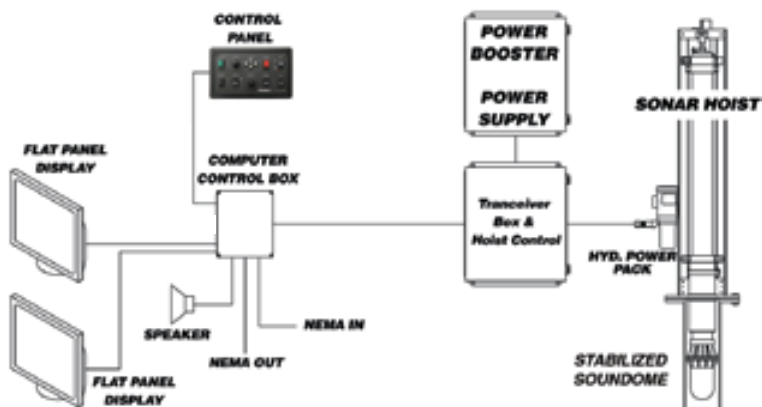 CONTROL
PANEL
POWER
BOOSTER
POWER
SUPPLY
SONAR HOIST
FLAT PANEL
DISPLAY
COMPUTER
CONTROL BOX
Tranceiver
Box &
Hoist Control
HYD. POWER
PACK
SPEAKER
NEMA IN
NEMA OUT
FLAT PANEL
DISPLAY
STABILIZED
SOUNDOME